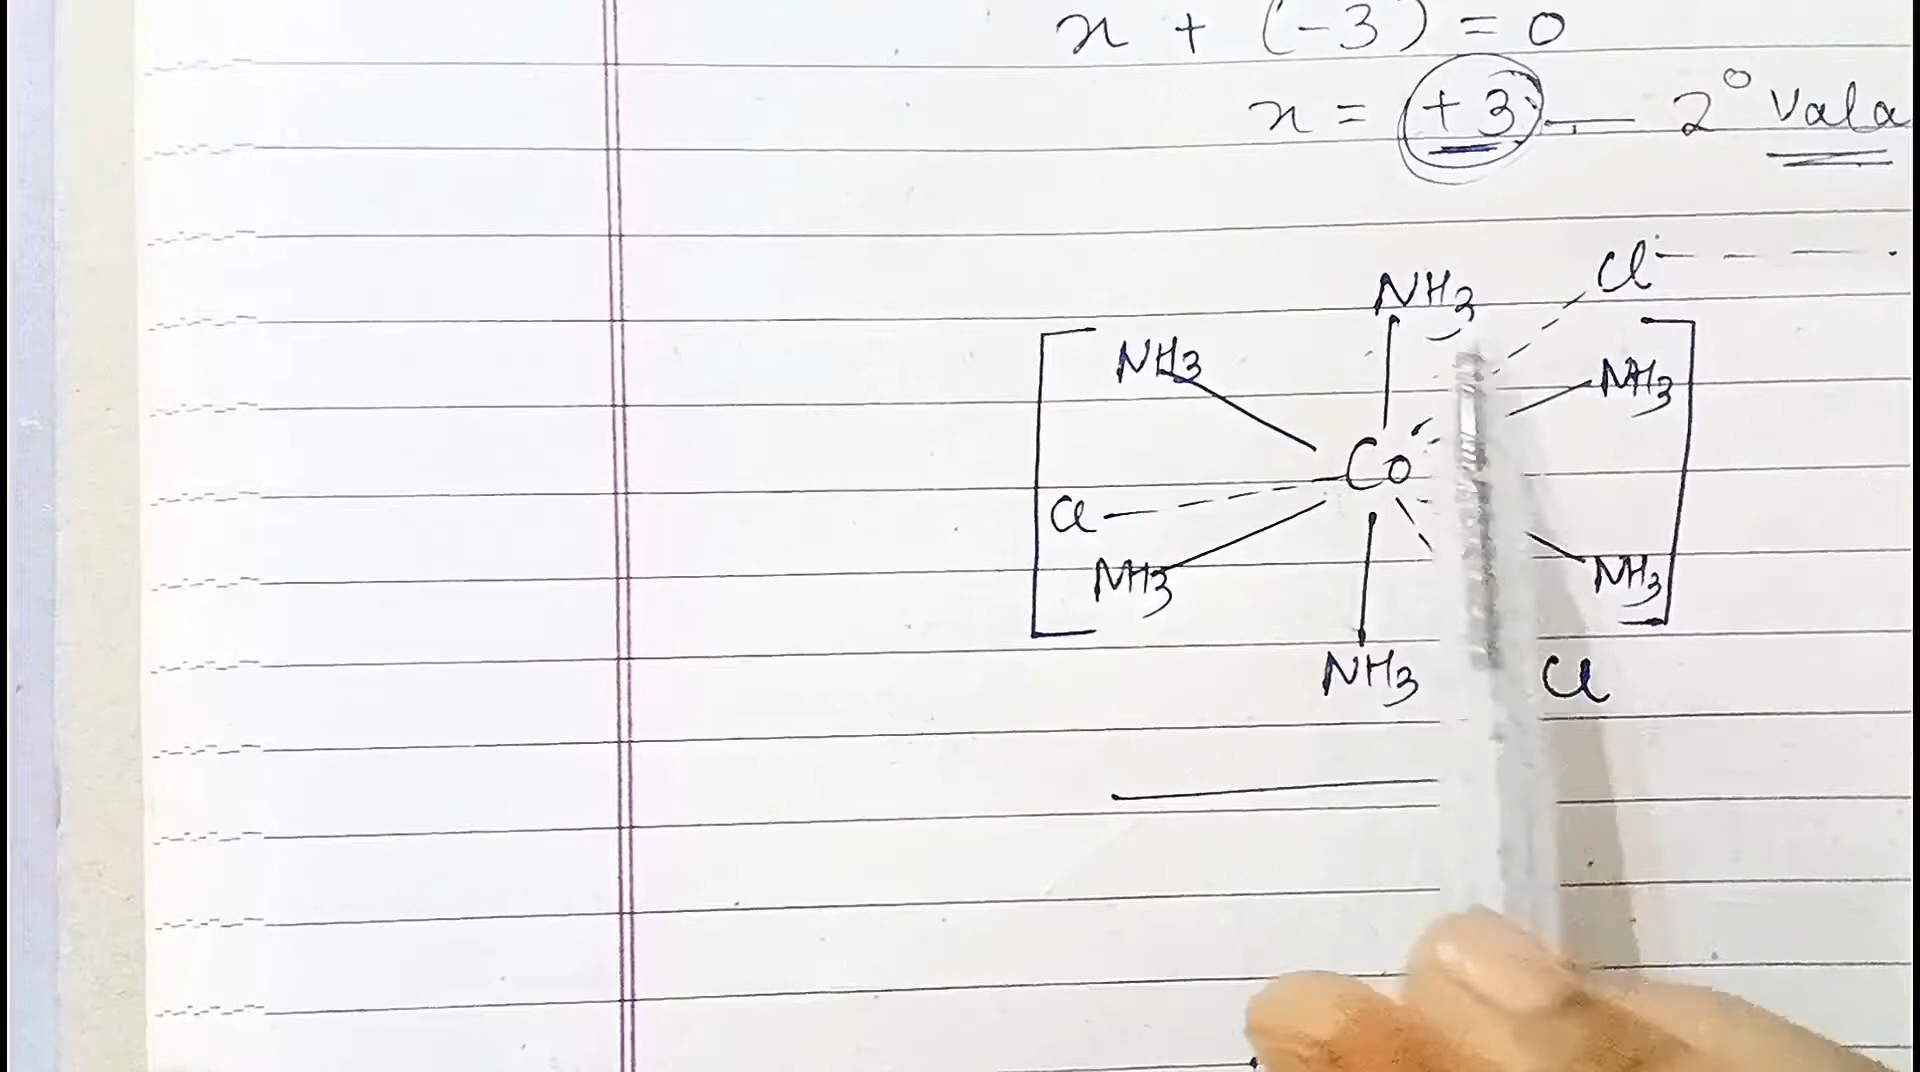 x + (-3) = 0
x = +3 — 2° Vala
NH3 Cl
NH3 NH3
Co
Cl
NH3 NH3
NH3 Cl